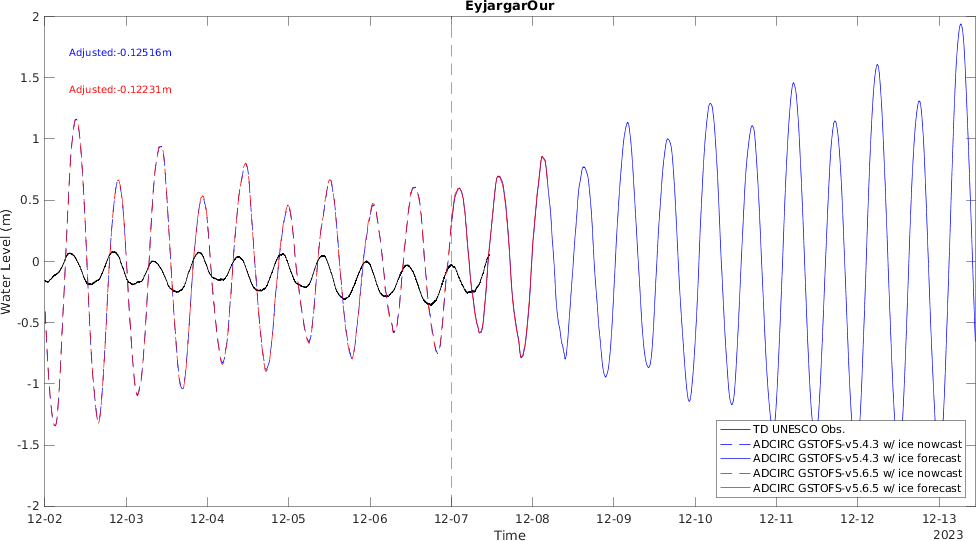 EyjargarOur
Adjusted:-0.12516m
Adjusted:-0.12231m
Water Level (m)
2
1.5
1
0.5
0
-0.5
-1
-1.5
-2
TD UNESCO Obs.
ADCIRC GSTOFS-v5.4.3 w/ ice nowcast
ADCIRC GSTOFS-v5.4.3 w/ ice forecast
ADCIRC GSTOFS-v5.6.5 w/ ice nowcast
ADCIRC GSTOFS-v5.6.5 w/ ice forecast
12-02 12-03 12-04 12-05 12-06 12-07 12-08 12-09 12-10 12-11 12-12 12-13
Time
2023